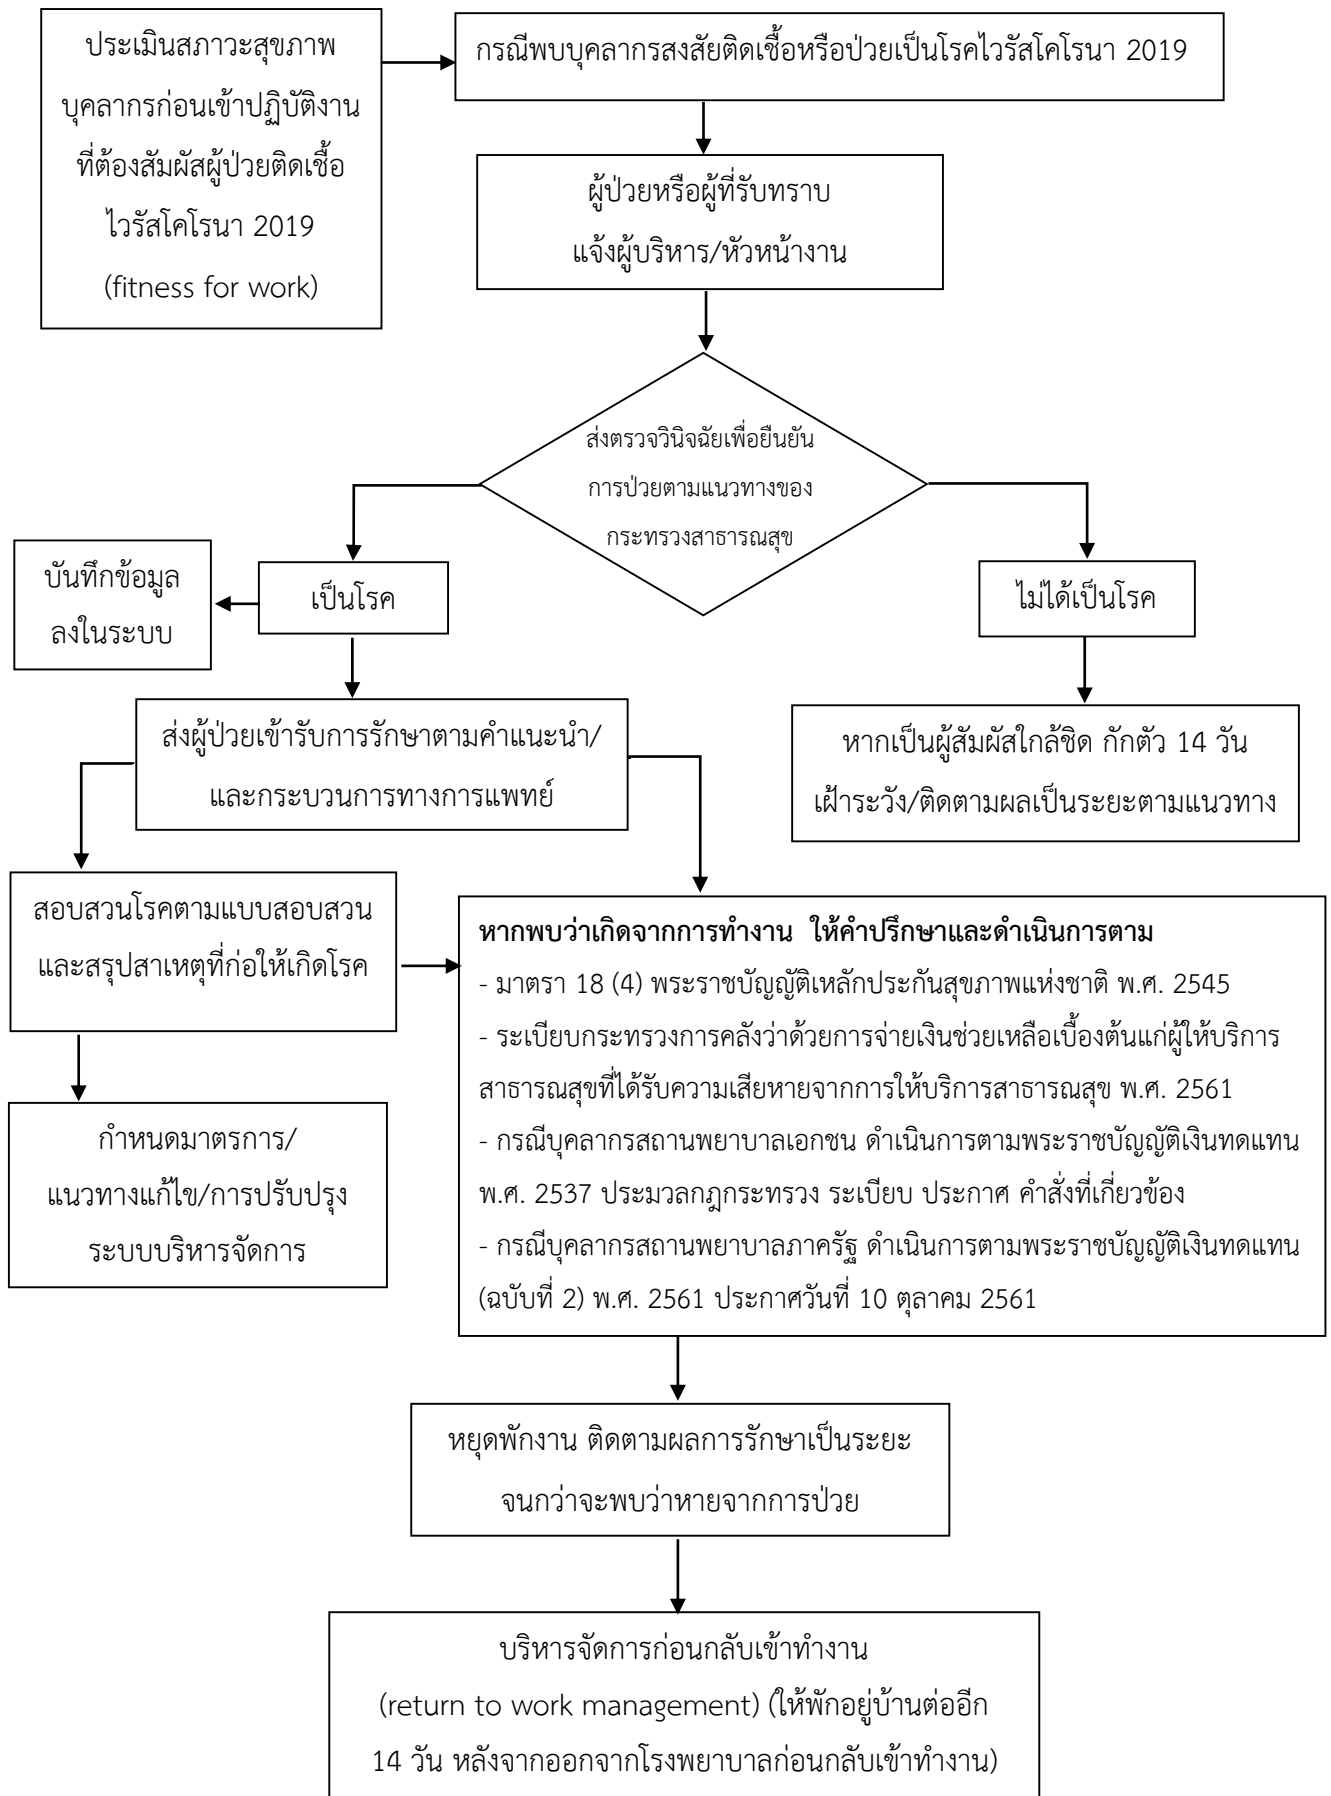 ประเมินสภาวะสุขภาพ
บุคลากรก่อนเข้าปฏิบัติงาน
ที่ต้องสัมผัสผู้ป่วยติดเชื้อ
ไวรัสโคโรนา 2019
(fitness for work)
กรณีพบบุคลากรสงสัยติดเชื้อหรือป่วยเป็นโรคไวรัสโคโรนา 2019
ผู้ป่วยหรือผู้ที่รับทราบ
แจ้งผู้บริหาร/หัวหน้างาน
ส่งตรวจวินิจฉัยเพื่อยืนยัน
การป่วยตามแนวทางของ
กระทรวงสาธารณสุข
บันทึกข้อมูล
ลงในระบบ
เป็นโรค
ไม่ได้เป็นโรค
ส่งผู้ป่วยเข้ารับการรักษาตามคำแนะนำ/
และกระบวนการทางการแพทย์
หากเป็นผู้สัมผัสใกล้ชิด กักตัว 14 วัน
เฝ้าระวัง/ติดตามผลเป็นระยะตามแนวทาง
สอบสวนโรคตามแบบสอบสวน
และสรุปสาเหตุที่ก่อให้เกิดโรค
หากพบว่าเกิดจากการทำงาน ให้คำปรึกษาและดำเนินการตาม
- มาตรา 18 (4) พระราชบัญญัติเหลักประกันสุขภาพแห่งชาติ พ.ศ. 2545
- ระเบียบกระทรวงการคลังว่าด้วยการจ่ายเงินช่วยเหลือเบื้องต้นแก่ผู้ให้บริการ
สาธารณสุขที่ได้รับความเสียหายจากการให้บริการสาธารณสุข พ.ศ. 2561
- กรณีบุคลากรสถานพยาบาลเอกชน ดำเนินการตามพระราชบัญญัติเงินทดแทน
พ.ศ. 2537 ประมวลกฎกระทรวง ระเบียบ ประกาศ คำสั่งที่เกี่ยวข้อง
- กรณีบุคลากรสถานพยาบาลภาครัฐ ดำเนินการตามพระราชบัญญัติเงินทดแทน
(ฉบับที่ 2) พ.ศ. 2561 ประกาศวันที่ 10 ตุลาคม 2561
กำหนดมาตรการ/
แนวทางแก้ไข/การปรับปรุง
ระบบบริหารจัดการ
หยุดพักงาน ติดตามผลการรักษาเป็นระยะ
จนกว่าจะพบว่าหายจากการป่วย
บริหารจัดการก่อนกลับเข้าทำงาน
(return to work management) (ให้พักอยู่บ้านต่ออีก
14 วัน หลังจากออกจากโรงพยาบาลก่อนกลับเข้าทำงาน)